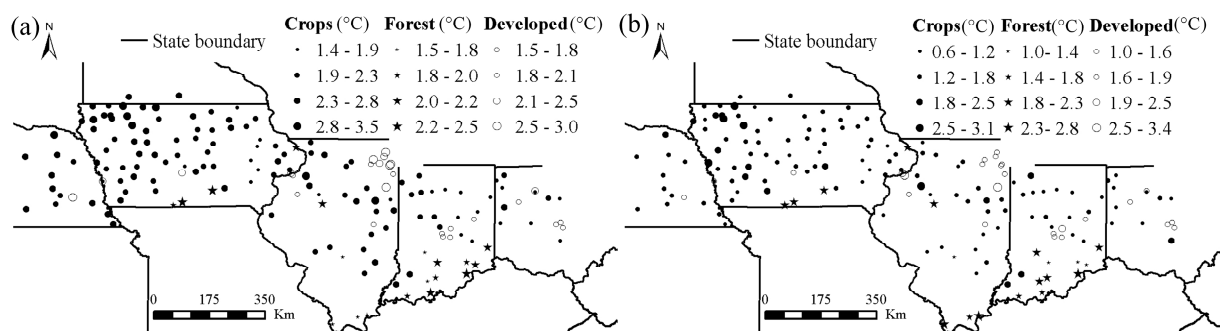 (a)
N
State boundary
Crops (°C) Forest (°C) Developed (°C)
1.4 - 1.9 1.5 - 1.8 1.5 - 1.8
1.9 - 2.3 1.8 - 2.0 1.8 - 2.1
2.3 - 2.8 2.0 - 2.2 2.1 - 2.5
2.8 - 3.5 2.2 - 2.5 2.5 - 3.0
0 175 350
Km
(b)
N
State boundary
Crops(°C) Forest(°C) Developed(°C)
0.6 - 1.2 1.0 - 1.4 1.0 - 1.6
1.2 - 1.8 1.4 - 1.8 1.6 - 1.9
1.8 - 2.5 1.8 - 2.3 1.9 - 2.5
2.5 - 3.1 2.3 - 2.8 2.5 - 3.4
0 175 350
Km